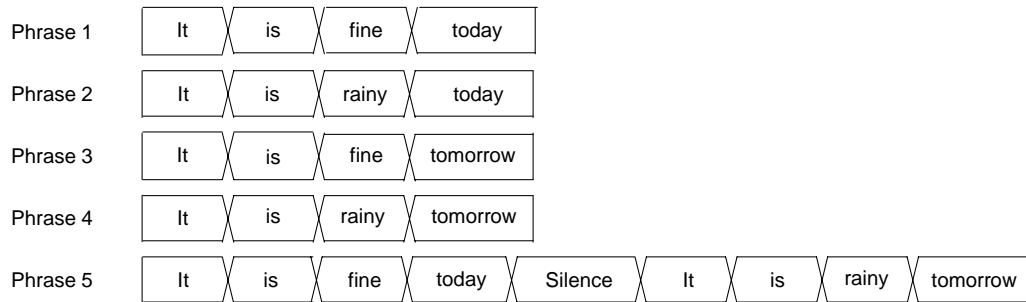 Phrase 1 It is fine today
Phrase 2 It is rainy today
Phrase 3 It is fine tomorrow
Phrase 4 It is rainy tomorrow
Phrase 5 It is fine today Silence It is rainy tomorrow